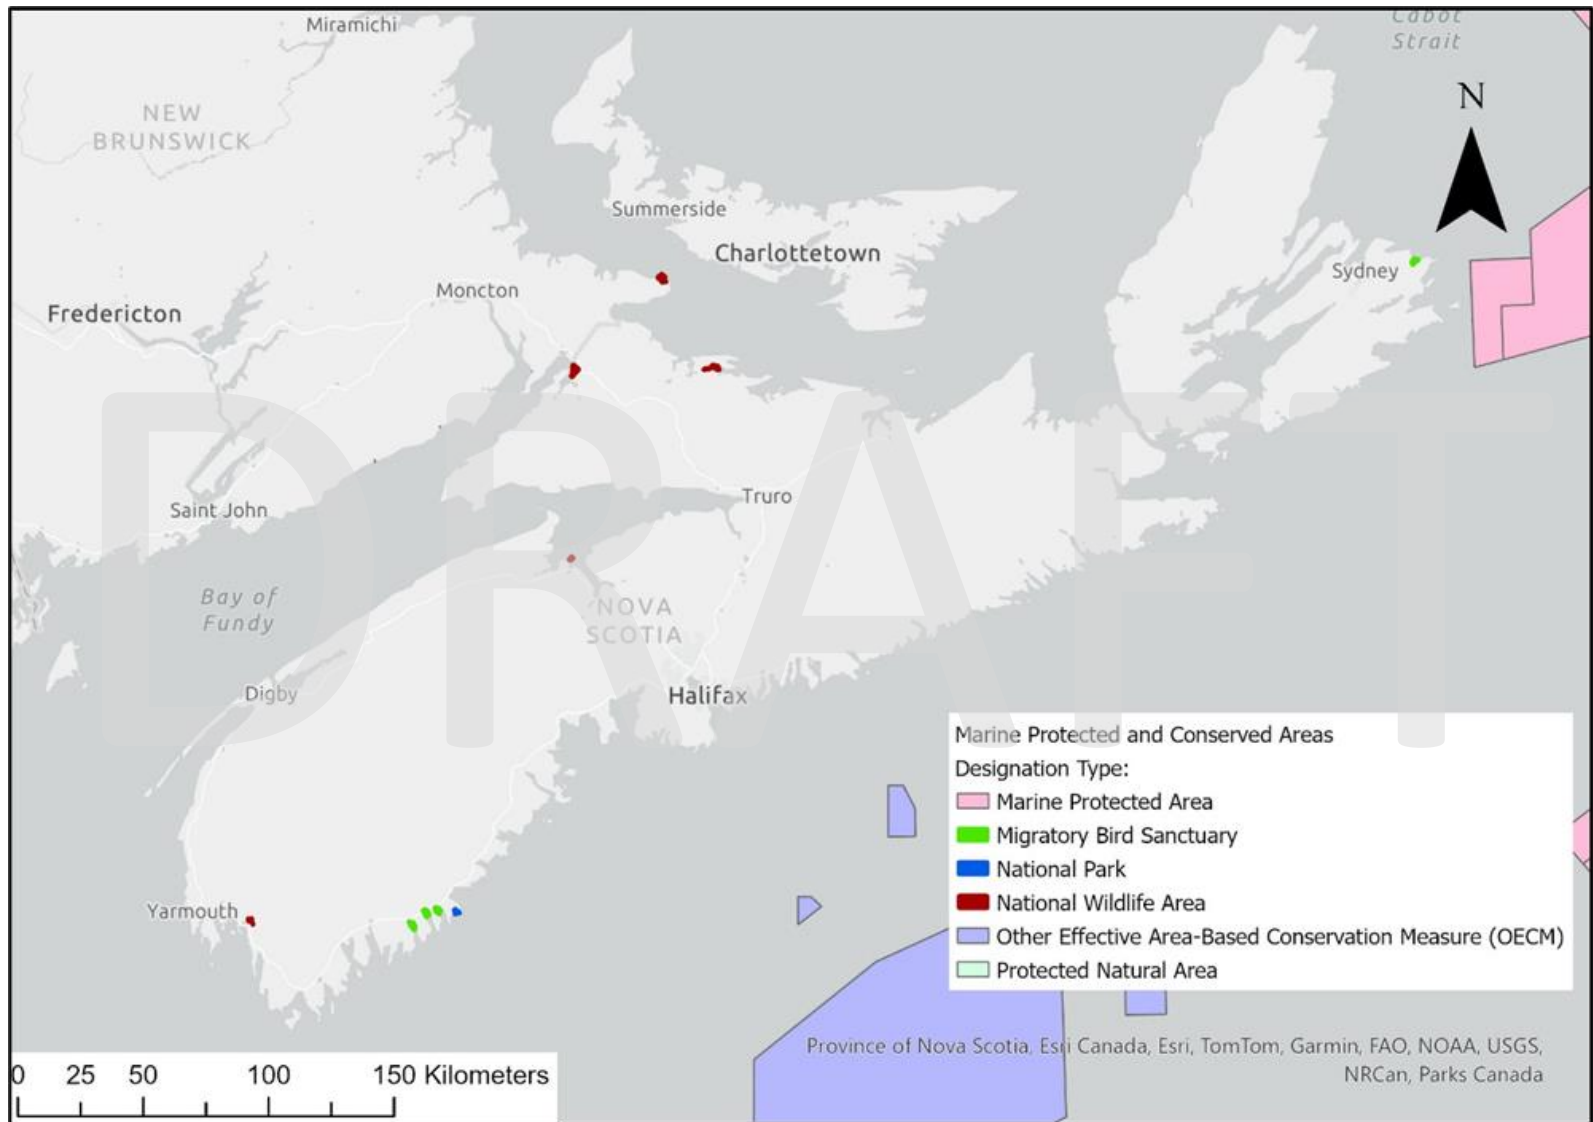 Miramichi
Cabot
Strait
N
NEW
BRUNSWICK
Summerside
Charlottetown
Sydney
Moncton
Fredericton
DRAFT
Truro
Saint John
Bay of
Fundy
NOVA
SCOTIA
Digby
Halifax
Yarmouth
Marine Protected and Conserved Areas
Designation Type:
Marine Protected Area
Migratory Bird Sanctuary
National Park
National Wildlife Area
Other Effective Area-Based Conservation Measure (OECM)
Protected Natural Area
Province of Nova Scotia, Esri Canada, Esri, TomTom, Garmin, FAO, NOAA, USGS,
NRCan, Parks Canada
0 25 50 100 150 Kilometers